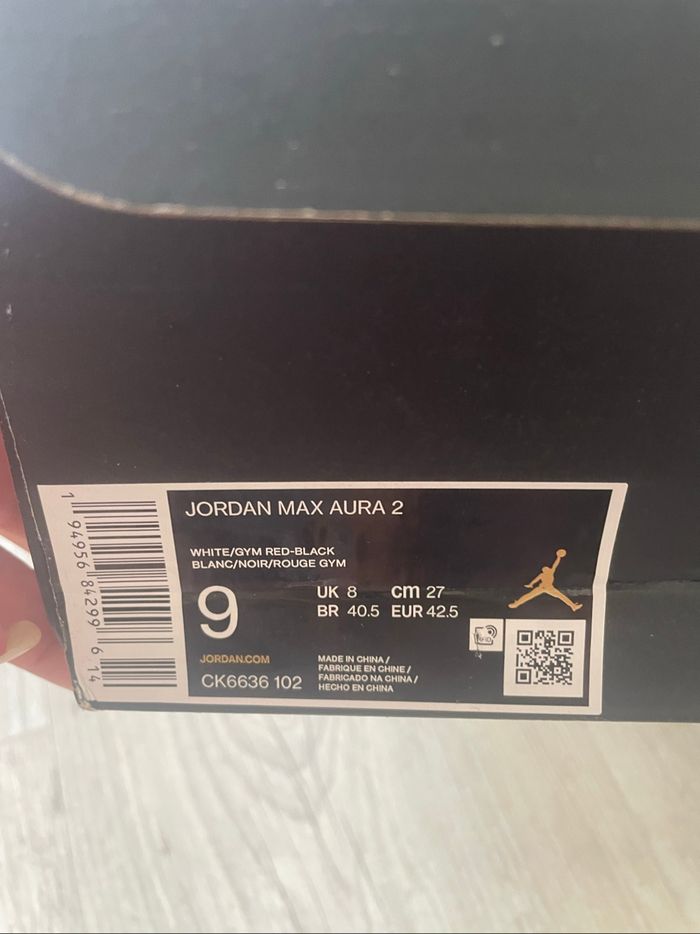 JORDAN MAX AURA 2
WHITE/GYM RED-BLACK
BLANC/NOIR/ROUGE GYM
9
UK 8 cm 27
BR 40.5 EUR 42.5
JORDAN.COM
CK6636 102
MADE IN CHINA /
FABRIQUE EN CHINE /
FABRICADO NA CHINA /
HECHO EN CHINA
RFID
1 94956 84299 6 14